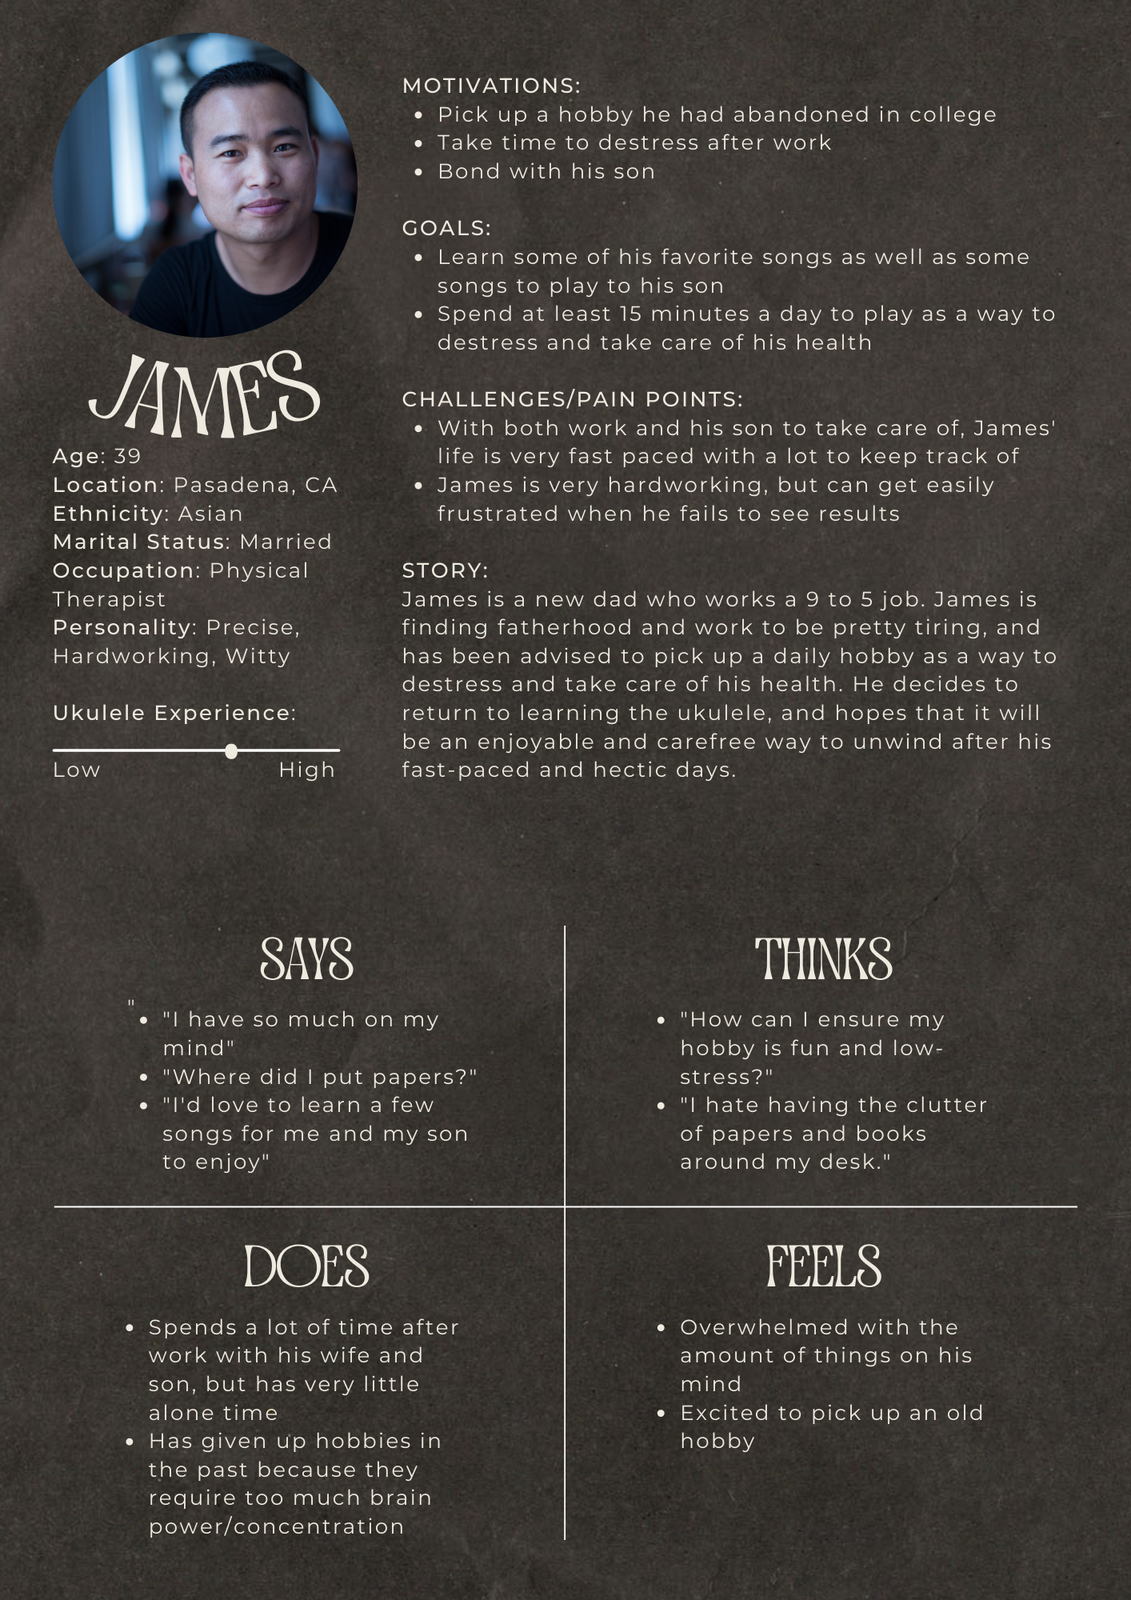 JAMES
Age: 39
Location: Pasadena, CA
Ethnicity: Asian
Marital Status: Married
Occupation: Physical
Therapist
Personality: Precise,
Hardworking, Witty
Ukulele Experience:
Low High
MOTIVATIONS:
• Pick up a hobby he had abandoned in college
• Take time to destress after work
• Bond with his son
GOALS:
• Learn some of his favorite songs as well as some
songs to play to his son
• Spend at least 15 minutes a day to play as a way to
destress and take care of his health
CHALLENGES/PAIN POINTS:
• With both work and his son to take care of, James'
life is very fast paced with a lot to keep track of
• James is very hardworking, but can get easily
frustrated when he fails to see results
STORY:
James is a new dad who works a 9 to 5 job. James is
finding fatherhood and work to be pretty tiring, and
has been advised to pick up a daily hobby as a way to
destress and take care of his health. He decides to
return to learning the ukulele, and hopes that it will
be an enjoyable and carefree way to unwind after his
fast-paced and hectic days.
SAYS
"
• "I have so much on my
mind"
• "Where did I put papers?"
• "I'd love to learn a few
songs for me and my son
to enjoy"
THINKS
• "How can I ensure my
hobby is fun and low-
stress?"
• "I hate having the clutter
of papers and books
around my desk."
DOES
• Spends a lot of time after
work with his wife and
son, but has very little
alone time
• Has given up hobbies in
the past because they
require too much brain
power/concentration
FEELS
• Overwhelmed with the
amount of things on his
mind
• Excited to pick up an old
hobby